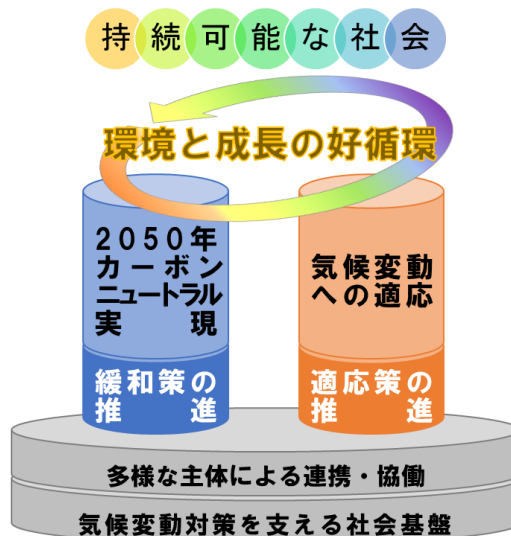 持続可能な社会
環境と成長の好循環
2050年
カーボン
ニュートラル
実現
気候変動
への適応
緩和策の
推進
適応策の
推進
多様な主体による連携・協働
気候変動対策を支える社会基盤